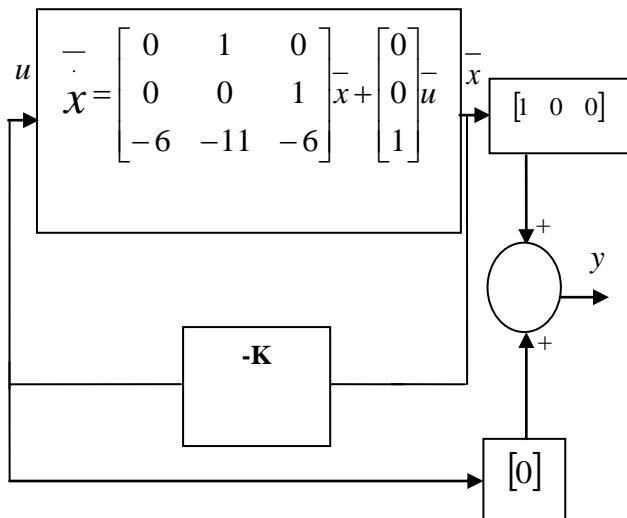 u
ẋ̄ = [0 1 0; 0 0 1; −6 −11 −6] x̄ + [0; 0; 1] ū
x̄
[1 0 0]
+
y
-K
+
[0]